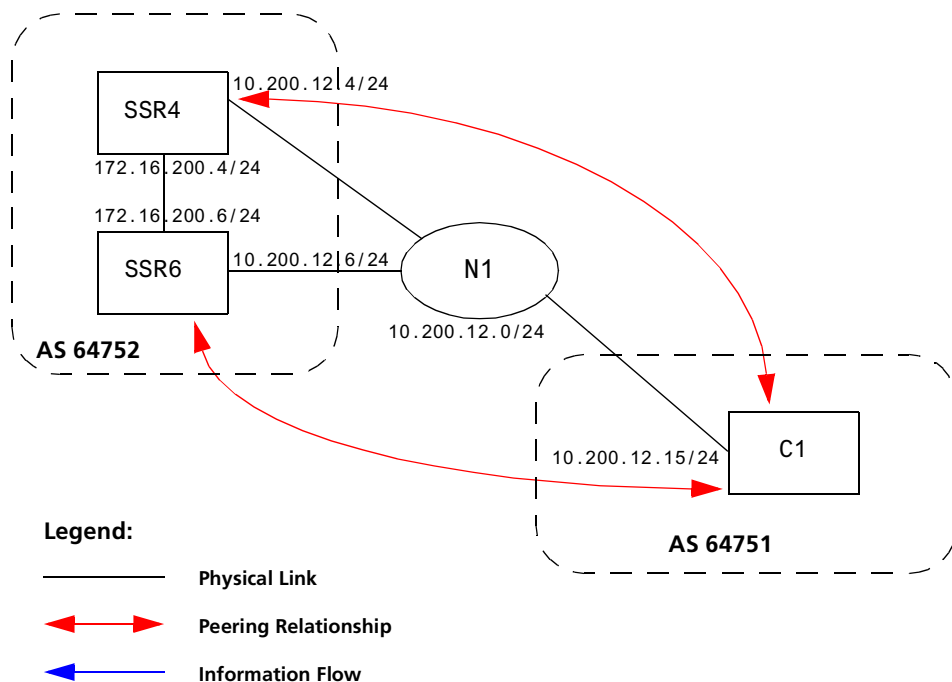 10.200.12.4/24
SSR4
172.16.200.4/24
172.16.200.6/24
SSR6
10.200.12.6/24
N1
10.200.12.0/24
AS 64752
C1
10.200.12.15/24
AS 64751
Legend:
Physical Link
Peering Relationship
Information Flow